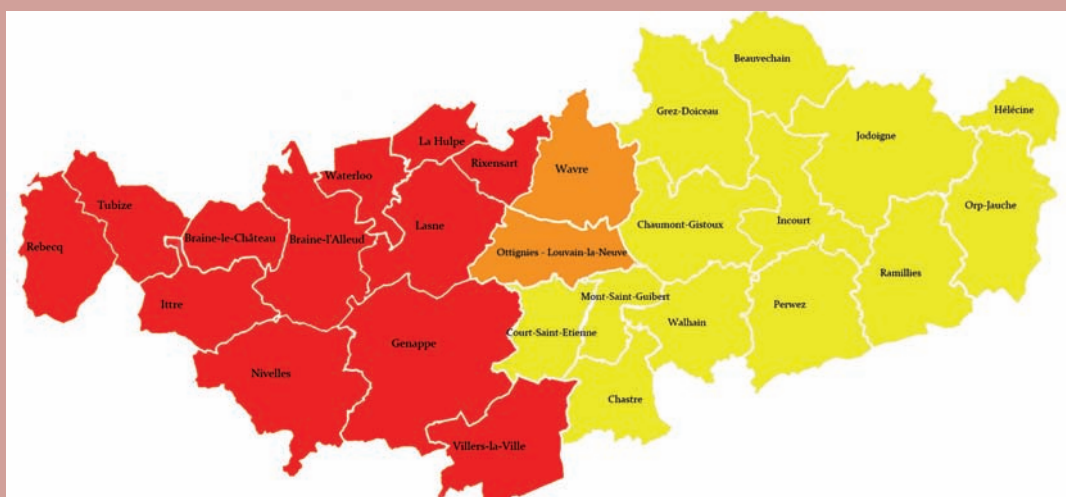 Beauvechain
Hélécine
Grez-Doiceau
Jodoigne
La Hulpe
Rixensart
Wavre
Waterloo
Tubize
Orp-Jauche
Incourt
Chaumont-Gistoux
Lasne
Braine-le-Château
Braine-l'Alleud
Rebecq
Ottignies - Louvain-la-Neuve
Ramillies
Mont-Saint-Guibert
Ittre
Perwez
Walhain
Court-Saint-Etienne
Genappe
Nivelles
Chastre
Villers-la-Ville